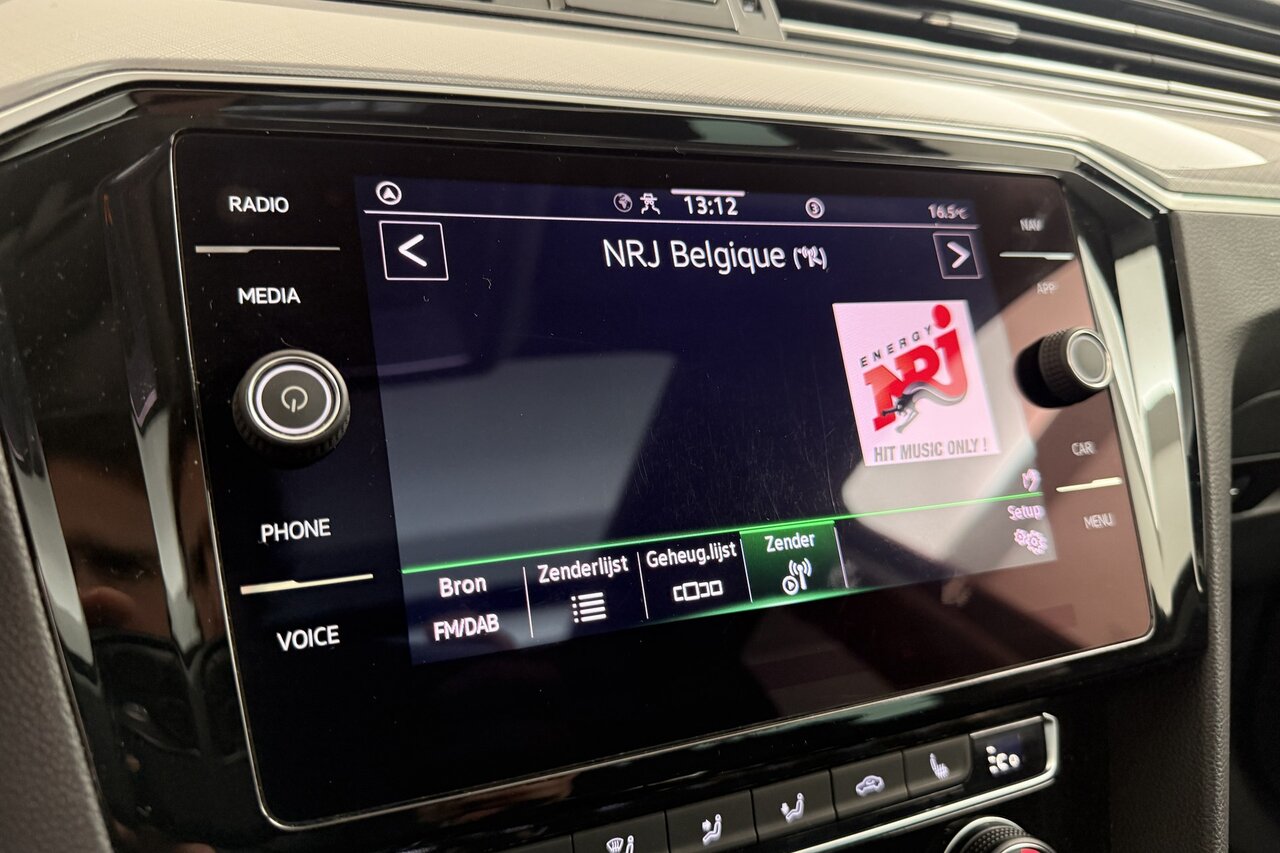 RADIO
MEDIA
PHONE
VOICE
13:12
3
16.5°C
NRJ Belgique
ENERGY
NRJ
HIT MUSIC ONLY !
Bron
FM/DAB
Zenderlijst
Geheug.lijst
Zender
Setup
NAV
APP
CAR
MENU